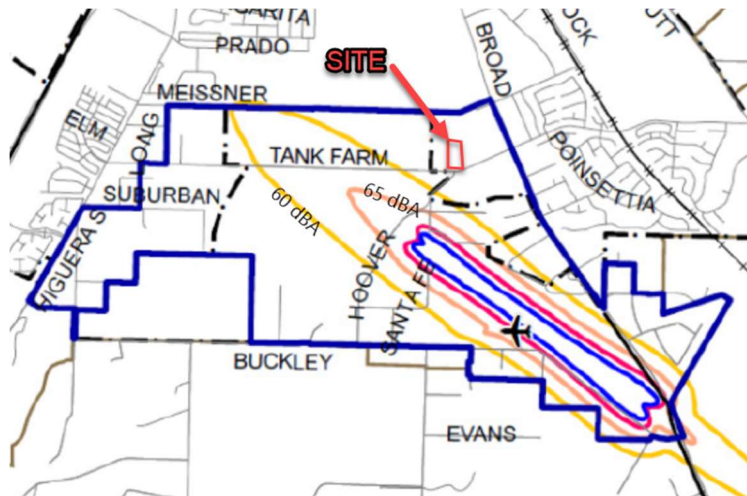 PRADO
BROAD
SITE
MEISSNER
ELM
LONG
TANK FARM
POINSETTIA
SUBURBAN
60 dBA
65 dBA
HIGUERA S
HOOVER
SANTA FE
BUCKLEY
EVANS